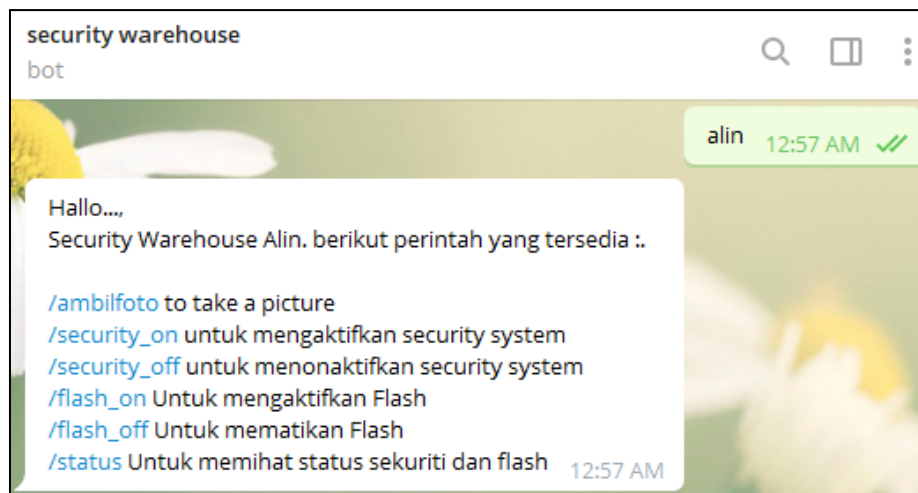 security warehouse
bot
alin 12:57 AM
Hallo...,
Security Warehouse Alin. berikut perintah yang tersedia :.
/ambilfoto to take a picture
/security_on untuk mengaktifkan security system
/security_off untuk menonaktifkan security system
/flash_on Untuk mengaktifkan Flash
/flash_off Untuk mematikan Flash
/status Untuk memihat status sekuriti dan flash 12:57 AM